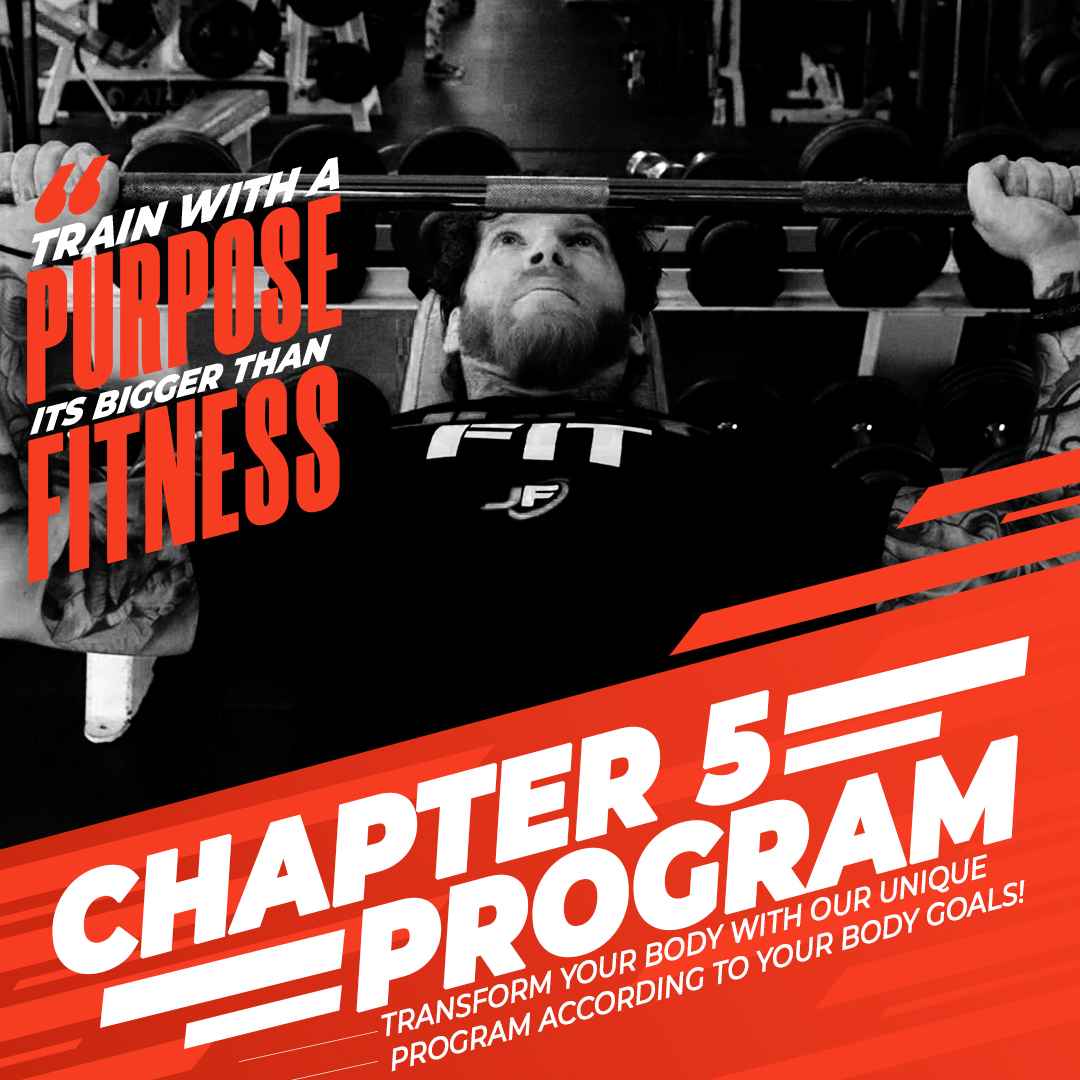 “
TRAIN WITH A
PURPOSE
ITS BIGGER THAN
FITNESS
FIT
JF
CHAPTER 5
PROGRAM
TRANSFORM YOUR BODY WITH OUR UNIQUE
PROGRAM ACCORDING TO YOUR BODY GOALS!